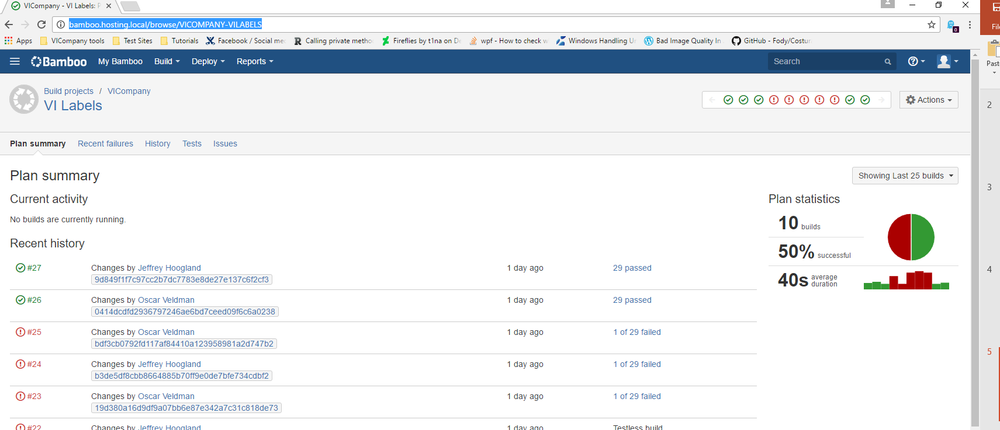 VICompany - VI Labels: P
bamboo.hosting.local/browse/VICOMPANY-VILABELS
0
File
Apps VICompany tools Test Sites Tutorials Facebook / Social me Calling private metho Fireflies by t1na on De wpf - How to check w Windows Handling Un Bad Image Quality In GitHub - Fody/Costur
Bamboo My Bamboo Build Deploy Reports Search
Past
Build projects / VICompany
VI Labels
Actions
2
Plan summary Recent failures History Tests Issues
Plan summary
Showing Last 25 builds
3
Current activity
Plan statistics
No builds are currently running.
10 builds
Recent history
50% successful
#27 Changes by Jeffrey Hoogland 1 day ago 29 passed
9d849f1f7c97cc2b7dc7783e8de27e137c6f2cf3
40s average duration
4
#26 Changes by Oscar Veldman 1 day ago 29 passed
0414dcdfd2936797246ae6bd7ceed09f6c6a0238
#25 Changes by Oscar Veldman 1 day ago 1 of 29 failed
bdf3cb0792fd117af84410a123958981a2d747b2
5
#24 Changes by Jeffrey Hoogland 1 day ago 1 of 29 failed
b3de5df8cbb8664885b70ff9e0de7bfe734cdbf2
#23 Changes by Oscar Veldman 1 day ago 1 of 29 failed
19d380a16d9df9a07bb6e87e342a7c31c818de73
#22 Changes by Jeffrey Hoogland 1 day ago Testless build